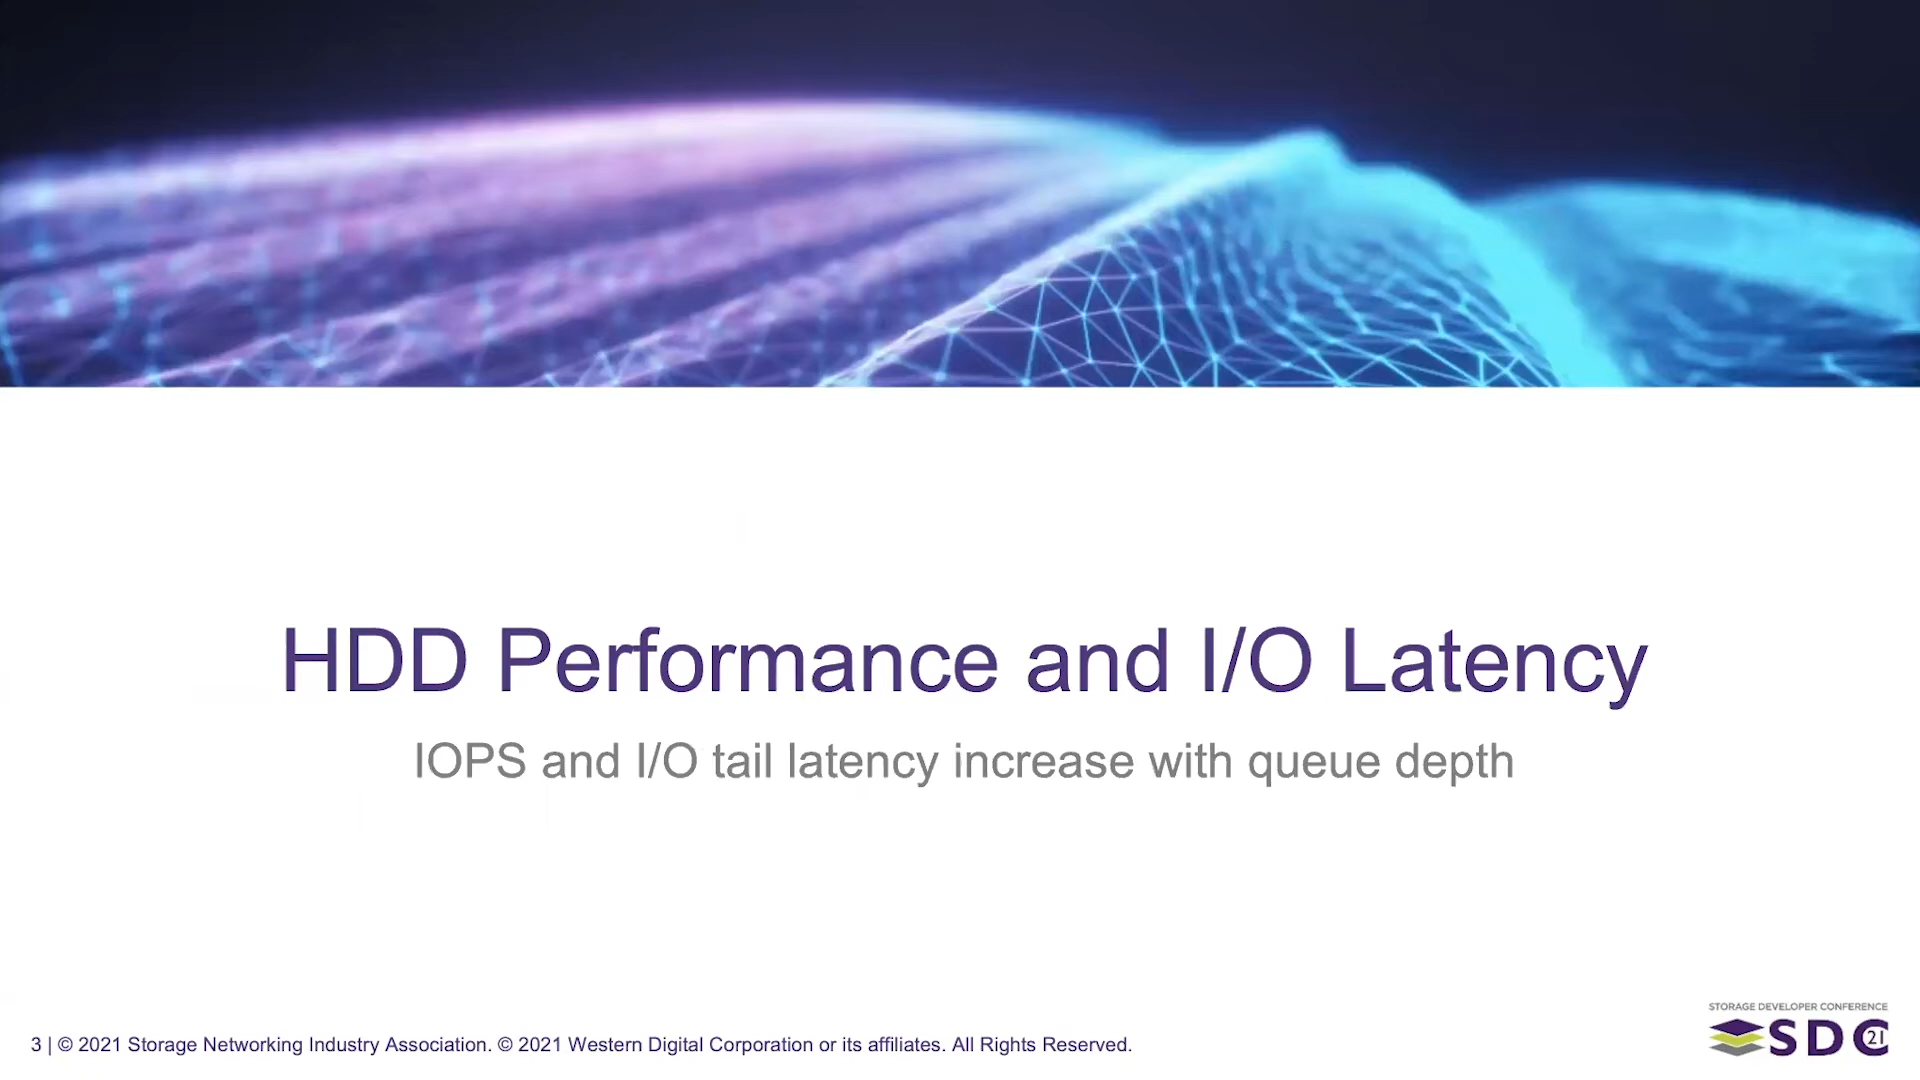 HDD Performance and I/O Latency
IOPS and I/O tail latency increase with queue depth
STORAGE DEVELOPER CONFERENCE
SDC 21
3 | © 2021 Storage Networking Industry Association. © 2021 Western Digital Corporation or its affiliates. All Rights Reserved.